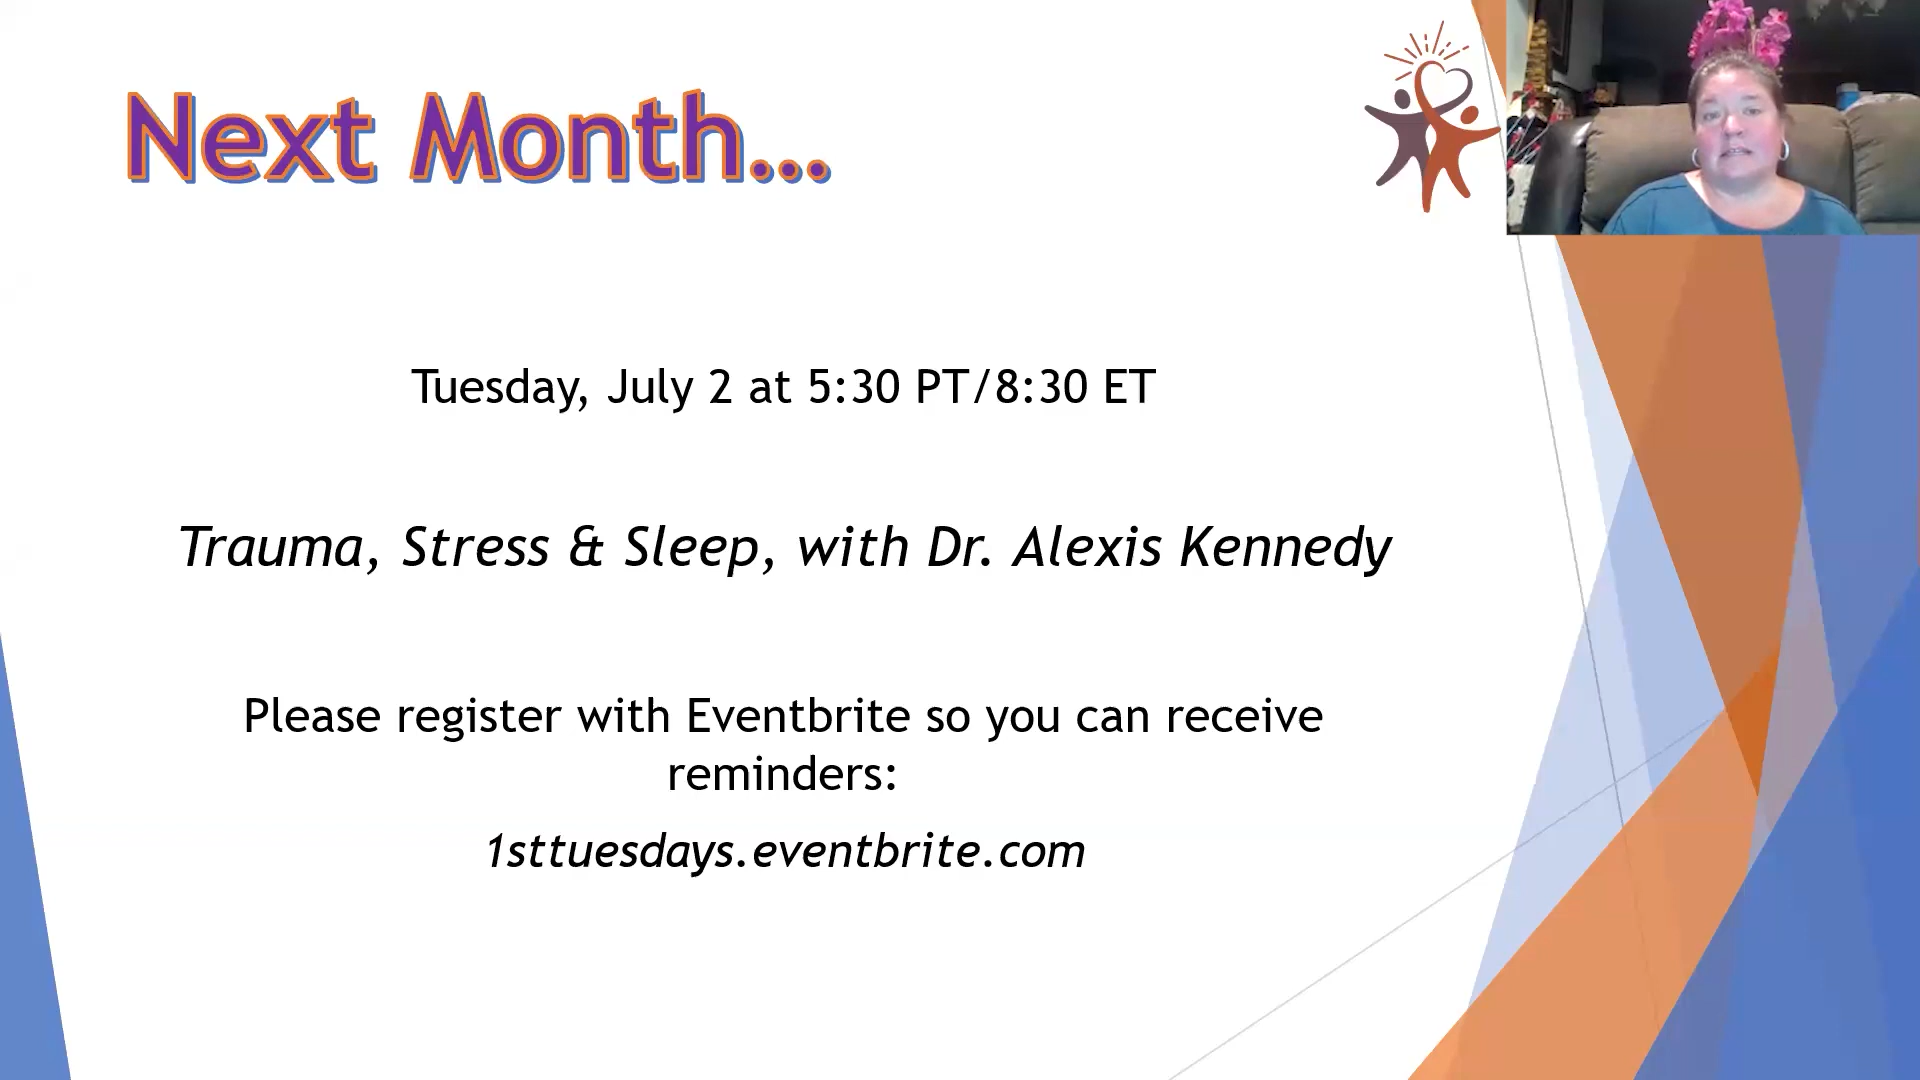 Next Month...
Tuesday, July 2 at 5:30 PT/8:30 ET
Trauma, Stress & Sleep, with Dr. Alexis Kennedy
Please register with Eventbrite so you can receive
reminders:
1sttuesdays.eventbrite.com